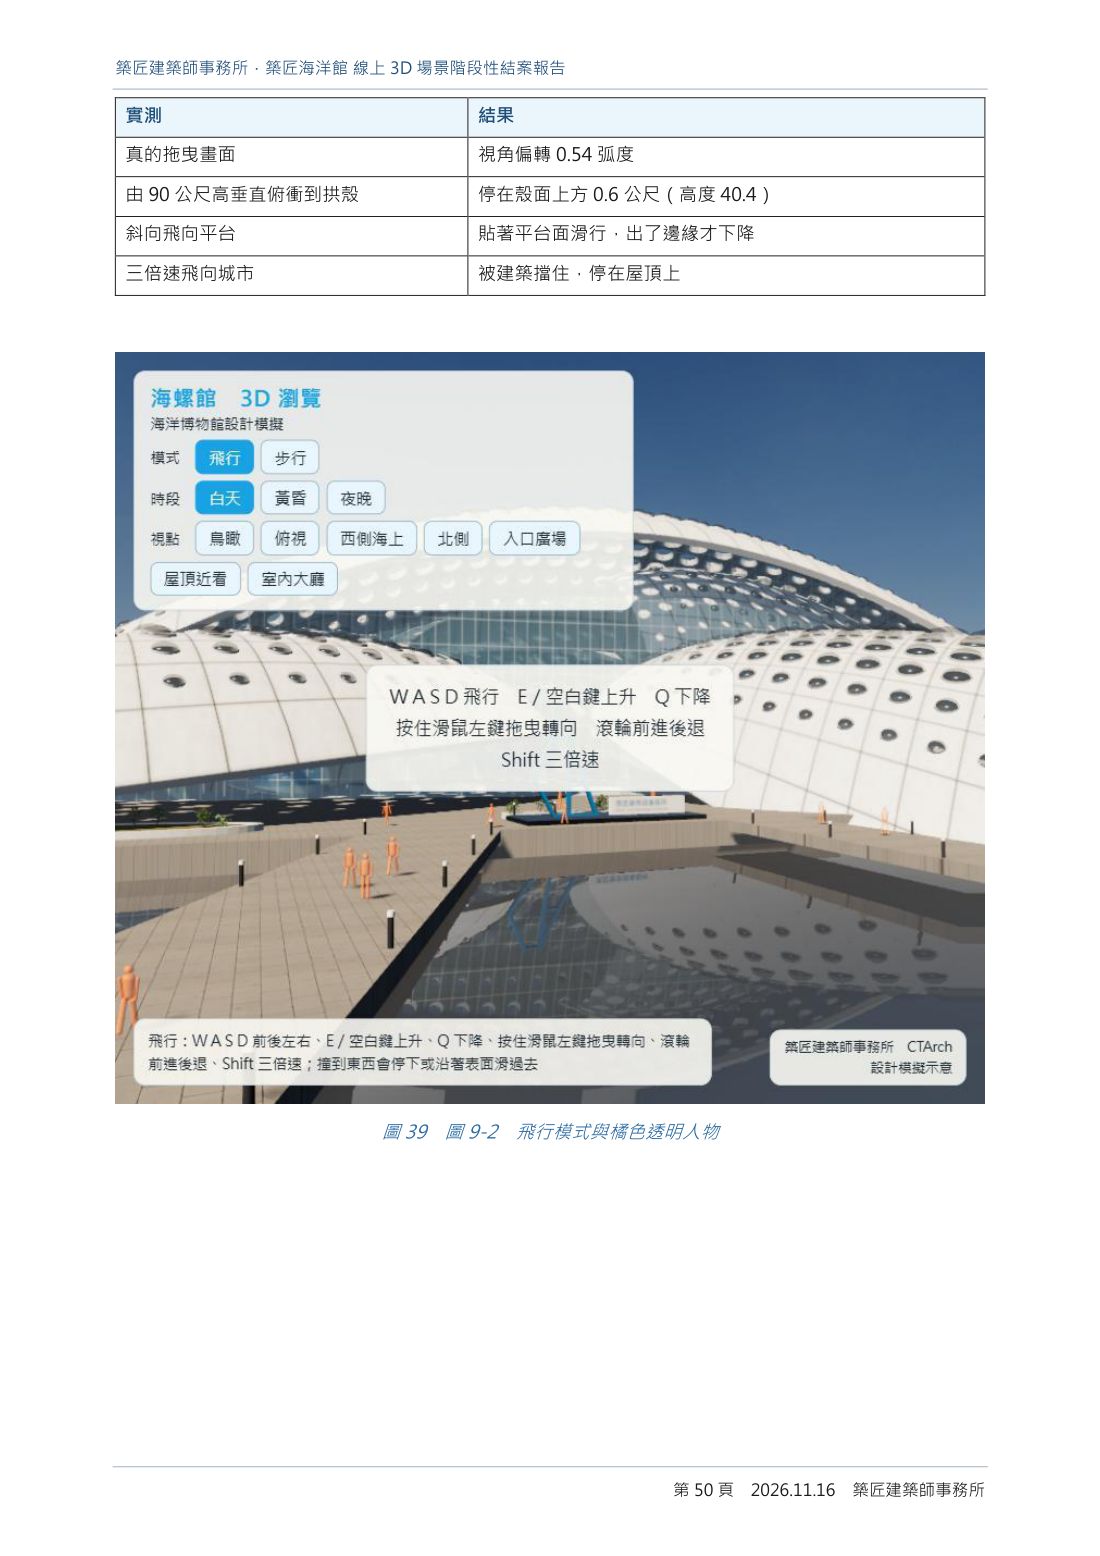 築匠建築師事務所．築匠海洋館 線上 3D 場景階段性結案報告
實測 結果
真的拖曳畫面 視角偏轉 0.54 弧度
由 90 公尺高垂直俯衝到拱殼 停在殼面上方 0.6 公尺（高度 40.4）
斜向飛向平台 貼著平台面滑行，出了邊緣才下降
三倍速飛向城市 被建築擋住，停在屋頂上
海螺館　3D 瀏覽
海洋博物館設計模擬
模式 飛行 步行
時段 白天 黃昏 夜晚
視點 鳥瞰 俯視 西側海上 北側 入口廣場
屋頂近看 室內大廳
W A S D 飛行　E / 空白鍵上升　Q 下降
按住滑鼠左鍵拖曳轉向　滾輪前進後退
Shift 三倍速
飛行：W A S D 前後左右、E / 空白鍵上升、Q 下降、按住滑鼠左鍵拖曳轉向、滾輪
前進後退、Shift 三倍速；撞到東西會停下或沿著表面滑過去
築匠建築師事務所　CTArch
設計模擬示意
圖 39　圖 9-2　飛行模式與橘色透明人物
第 50 頁　2026.11.16　築匠建築師事務所